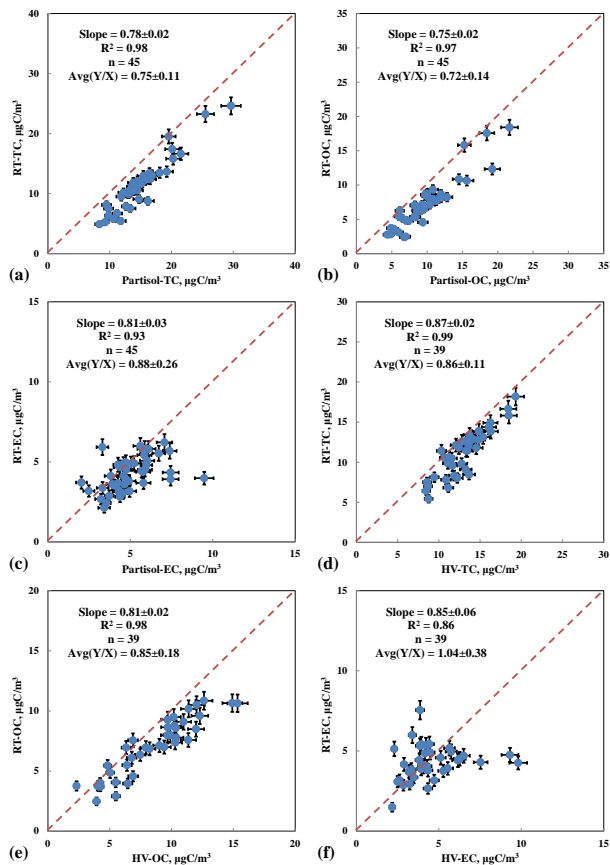 40
30
20
10
0
0
10
20
30
40
RT-TC, µgC/m³
Slope = 0.78±0.02
R² = 0.98
n = 45
Avg(Y/X) = 0.75±0.11
(a)
Partisol-TC, µgC/m³
35
30
25
20
15
10
5
0
0
5
10
15
20
25
30
35
RT-OC, µgC/m³
Slope = 0.75±0.02
R² = 0.97
n = 45
Avg(Y/X) = 0.72±0.14
(b)
Partisol-OC, µgC/m³
15
10
5
0
0
5
10
15
RT-EC, µgC/m³
Slope = 0.81±0.03
R² = 0.93
n = 45
Avg(Y/X) = 0.88±0.26
(c)
Partisol-EC, µgC/m³
30
25
20
15
10
5
0
0
5
10
15
20
25
30
RT-TC, µgC/m³
Slope = 0.87±0.02
R² = 0.99
n = 39
Avg(Y/X) = 0.86±0.11
(d)
HV-TC, µgC/m³
20
15
10
5
0
0
5
10
15
20
RT-OC, µgC/m³
Slope = 0.81±0.02
R² = 0.98
n = 39
Avg(Y/X) = 0.85±0.18
(e)
HV-OC, µgC/m³
15
10
5
0
0
5
10
15
RT-EC, µgC/m³
Slope = 0.85±0.06
R² = 0.86
n = 39
Avg(Y/X) = 1.04±0.38
(f)
HV-EC, µgC/m³